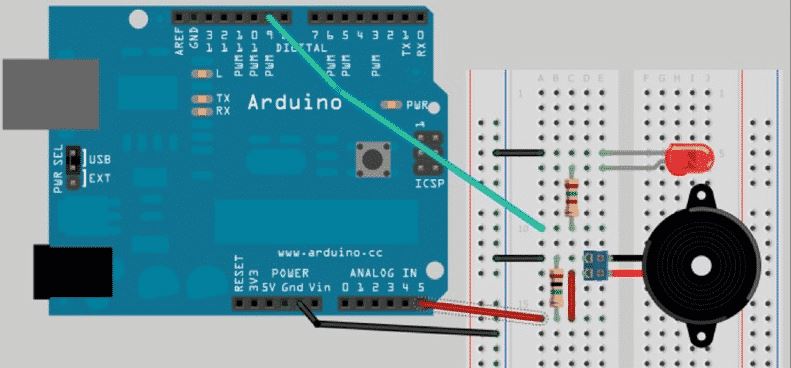 AREF
GND
13
12
11
10
9
8
7
6
5
4
3
2
1
0
PWM
PWM
PWM
PWM
PWM
PWM
TX
RX
DIGITAL
L
TX
RX
Arduino
PWR
1
ICSP
PWR SEL
USB
EXT
www.arduino.cc
RESET
3V3
POWER
5V Gnd Vin
ANALOG IN
0 1 2 3 4 5
A B C D E
F G H I J
1
1
5
10
15